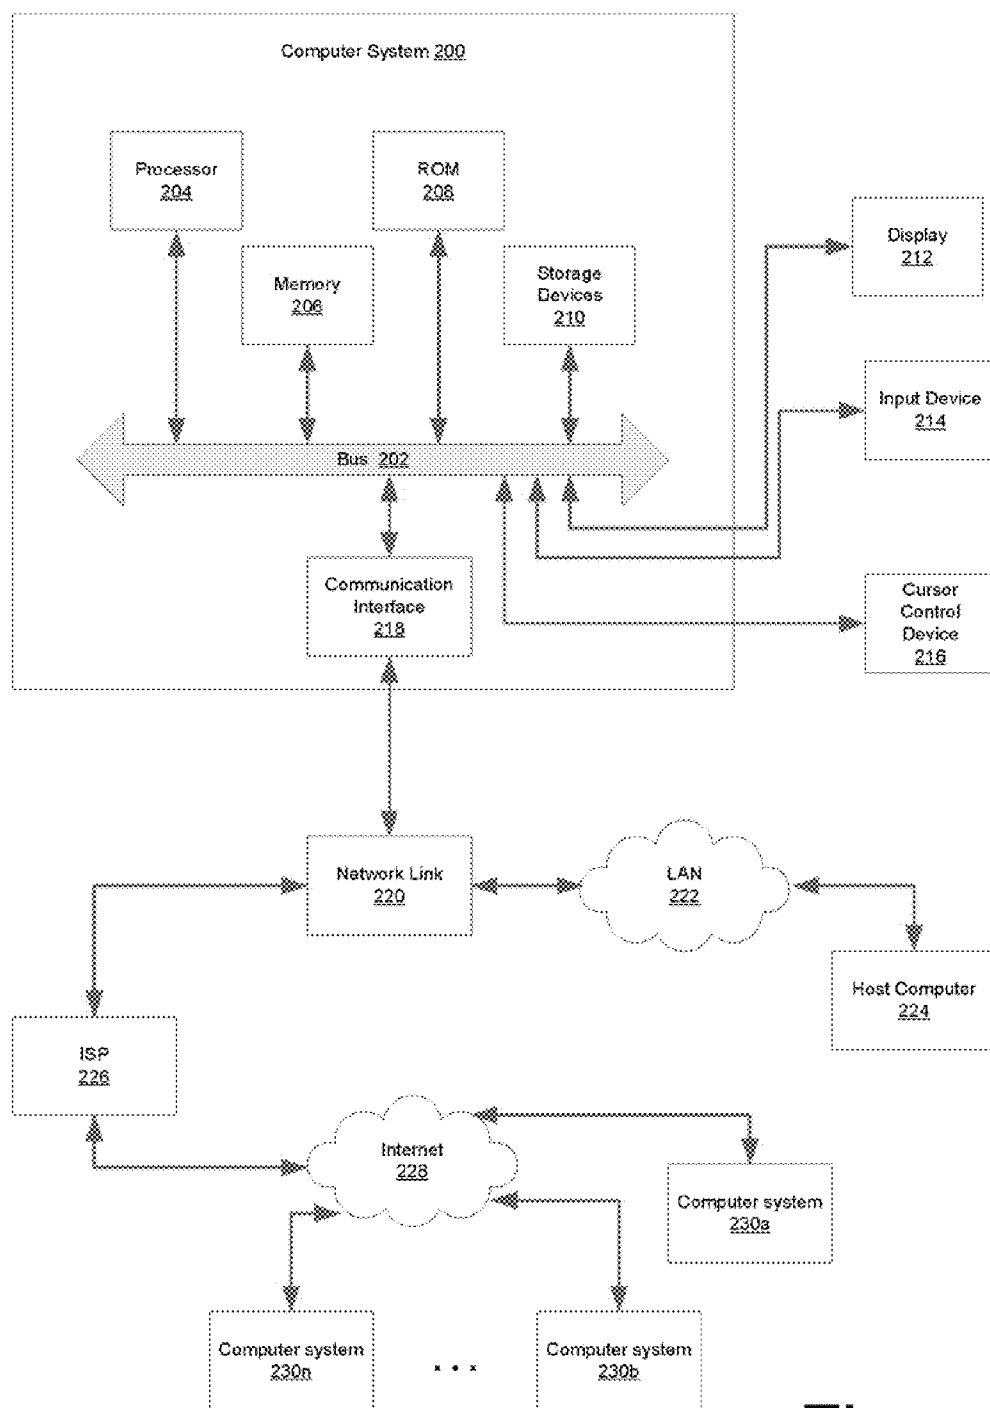 Computer System 200
Processor
204
ROM
208
Memory
206
Storage
Devices
210
Display
212
Input Device
214
Bus 202
Communication
Interface
218
Cursor
Control
Device
216
Network Link
220
LAN
222
Host Computer
224
ISP
226
Internet
228
Computer system
230a
Computer system
230n
. . .
Computer system
230b